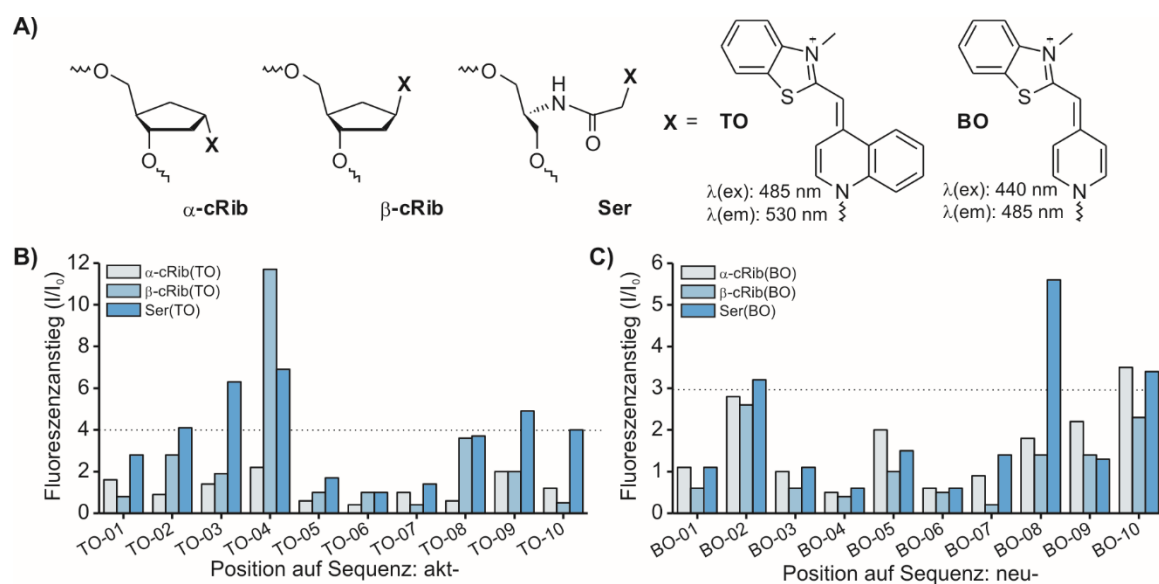 A)
O
X
α-cRib
O
O
X
β-cRib
O
O
H
N
O
X
O
Ser
X =
TO
N
+
S
N
λ(ex): 485 nm
λ(em): 530 nm
BO
N
+
S
N
λ(ex): 440 nm
λ(em): 485 nm
B)
Fluoreszenzanstieg (I/I₀)
12
10
8
6
4
2
0
α-cRib(TO)
β-cRib(TO)
Ser(TO)
TO-01 TO-02 TO-03 TO-04 TO-05 TO-06 TO-07 TO-08 TO-09 TO-10
Position auf Sequenz: akt-
C)
Fluoreszenzanstieg (I/I₀)
6
5
4
3
2
1
0
α-cRib(BO)
β-cRib(BO)
Ser(BO)
BO-01 BO-02 BO-03 BO-04 BO-05 BO-06 BO-07 BO-08 BO-09 BO-10
Position auf Sequenz: neu-